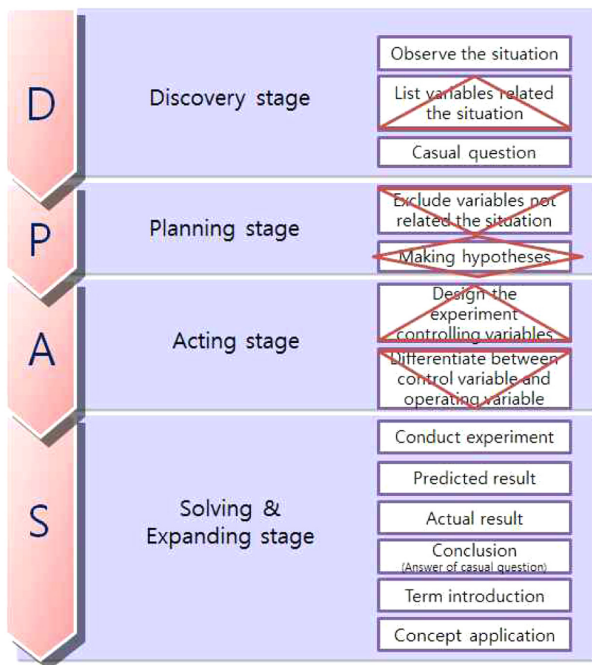 D
Discovery stage
Observe the situation
List variables related
the situation
Casual question
P
Planning stage
Exclude variables not
related the situation
Making hypotheses
A
Acting stage
Design the
experiment
controlling variables
Differentiate between
control variable and
operating variable
S
Solving &
Expanding stage
Conduct experiment
Predicted result
Actual result
Conclusion
(Answer of casual question)
Term introduction
Concept application